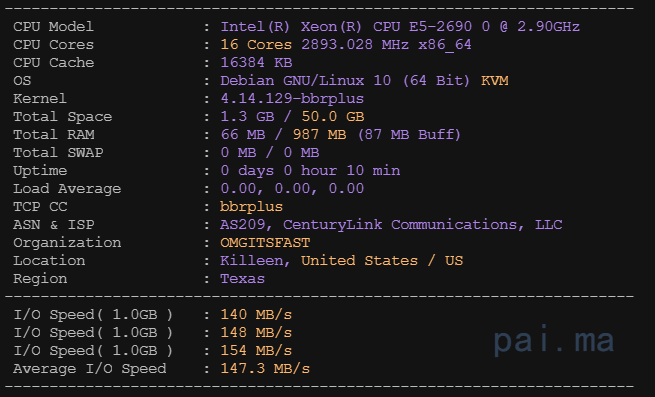 ----------------------------------------------------------------------
CPU Model : Intel(R) Xeon(R) CPU E5-2690 0 @ 2.90GHz
CPU Cores : 16 Cores 2893.028 MHz x86_64
CPU Cache : 16384 KB
OS : Debian GNU/Linux 10 (64 Bit) KVM
Kernel : 4.14.129-bbrplus
Total Space : 1.3 GB / 50.0 GB
Total RAM : 66 MB / 987 MB (87 MB Buff)
Total SWAP : 0 MB / 0 MB
Uptime : 0 days 0 hour 10 min
Load Average : 0.00, 0.00, 0.00
TCP CC : bbrplus
ASN & ISP : AS209, CenturyLink Communications, LLC
Organization : OMGITSFAST
Location : Killeen, United States / US
Region : Texas
----------------------------------------------------------------------
I/O Speed( 1.0GB ) : 140 MB/s
I/O Speed( 1.0GB ) : 148 MB/s
I/O Speed( 1.0GB ) : 154 MB/s
Average I/O Speed : 147.3 MB/s
----------------------------------------------------------------------
pai.ma